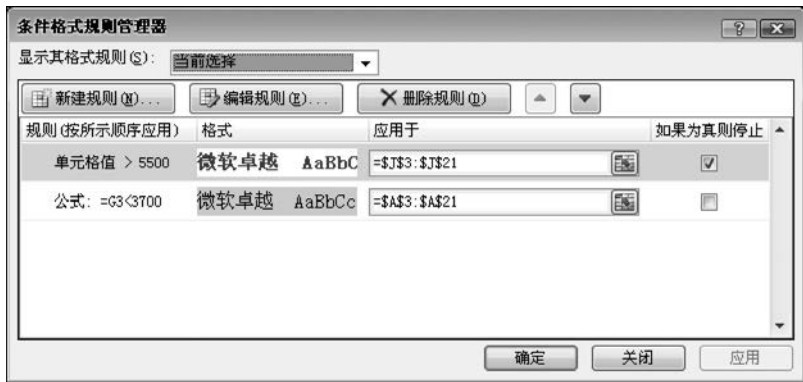 条件格式规则管理器
显示其格式规则(S): 当前选择
新建规则(N)... 编辑规则(E)... 删除规则(D)
规则(按所示顺序应用) 格式 应用于 如果为真则停止
单元格值 > 5500 微软卓越 AaBbC =$J$3:$J$21
公式: =G3<3700 微软卓越 AaBbCc =$A$3:$A$21
确定 关闭 应用